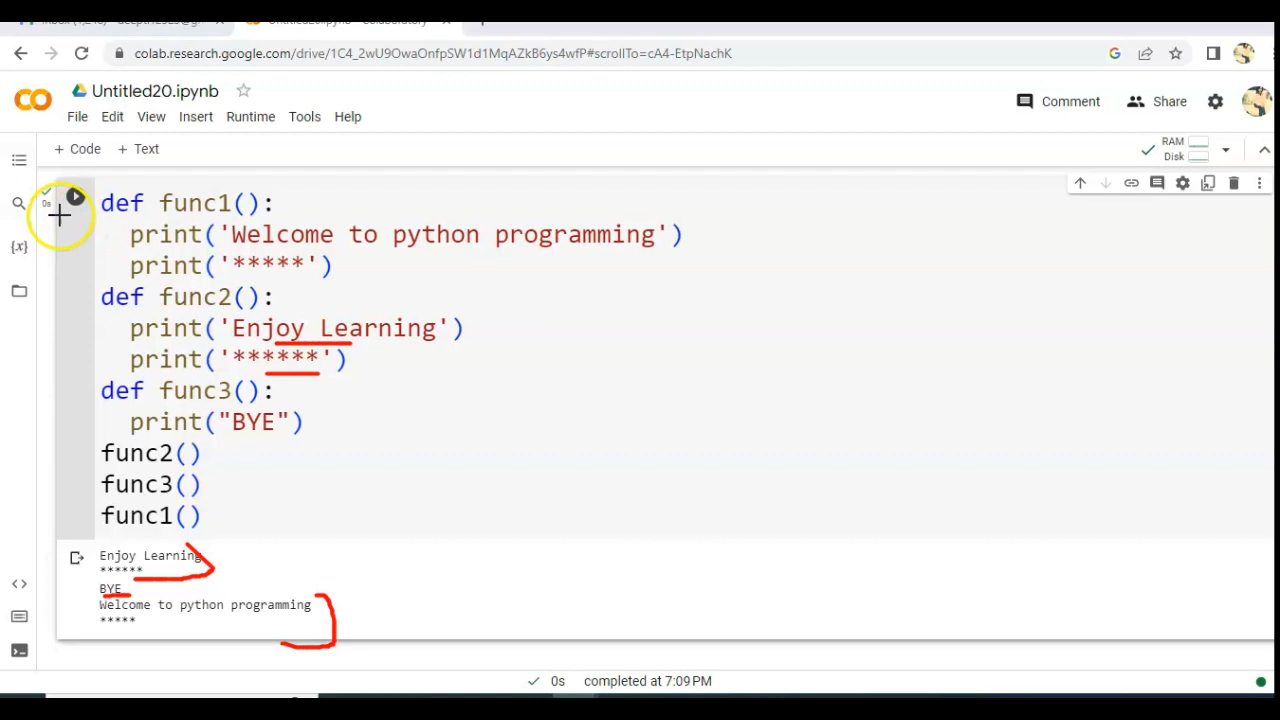 colab.research.google.com/drive/1C4_2wU9OwaOnfpSW1d1MqAZkB6ys4wfP#scrollTo=cA4-EtpNachK
Untitled20.ipynb
Comment
Share
File Edit View Insert Runtime Tools Help
+ Code + Text
RAM
Disk
0s
def func1():
  print('Welcome to python programming')
  print('*****')
def func2():
  print('Enjoy Learning')
  print('******')
def func3():
  print("BYE")
func2()
func3()
func1()
{x}
Enjoy Learning
******
BYE
Welcome to python programming
*****
0s completed at 7:09 PM